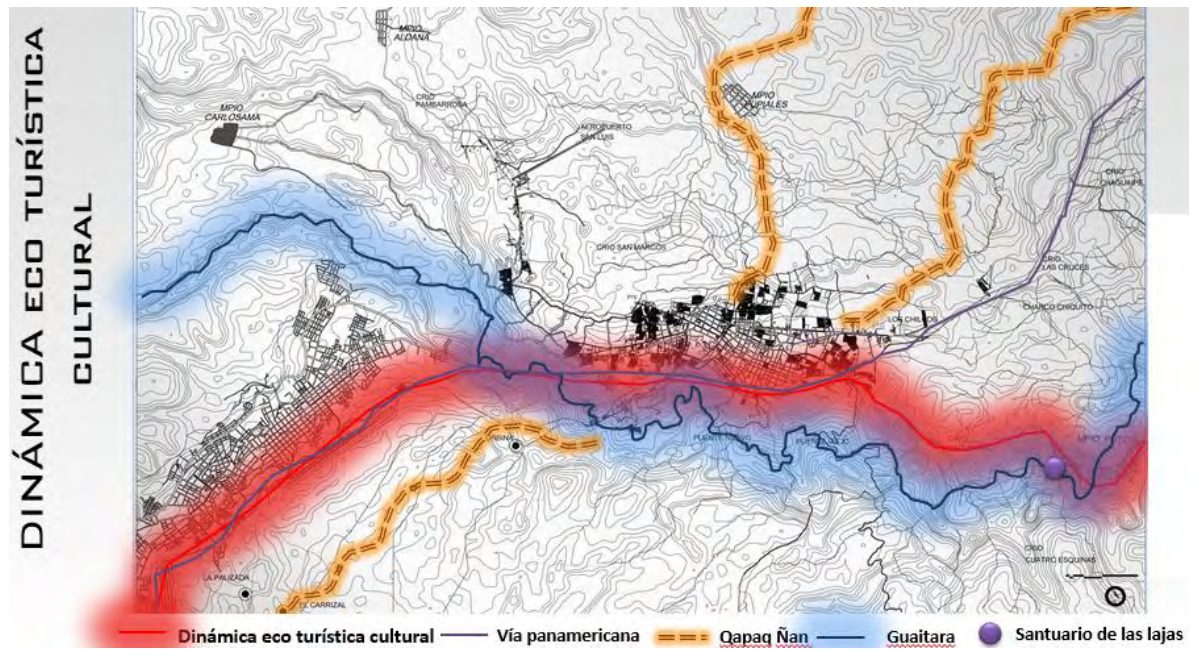 DINÁMICA ECO TURÍSTICA
CULTURAL
MPIO
ALDANA
MPIO
CARLOSAMA
CRIO
PAMBARROSA
AEROPUERTO
SAN LUIS
MPIO
PUPIALES
CRIO
CRIO SAN MARCOS
CRIO
LAS CRUCES
CHARCO CHIQUITO
LOS CHILCOS
LA PALIZADA
EL CARRIZAL
CRIO
CUATRO ESQUINAS
Dinámica eco turística cultural
Vía panamericana
Qapaq Ñan
Guaitara
Santuario de las lajas